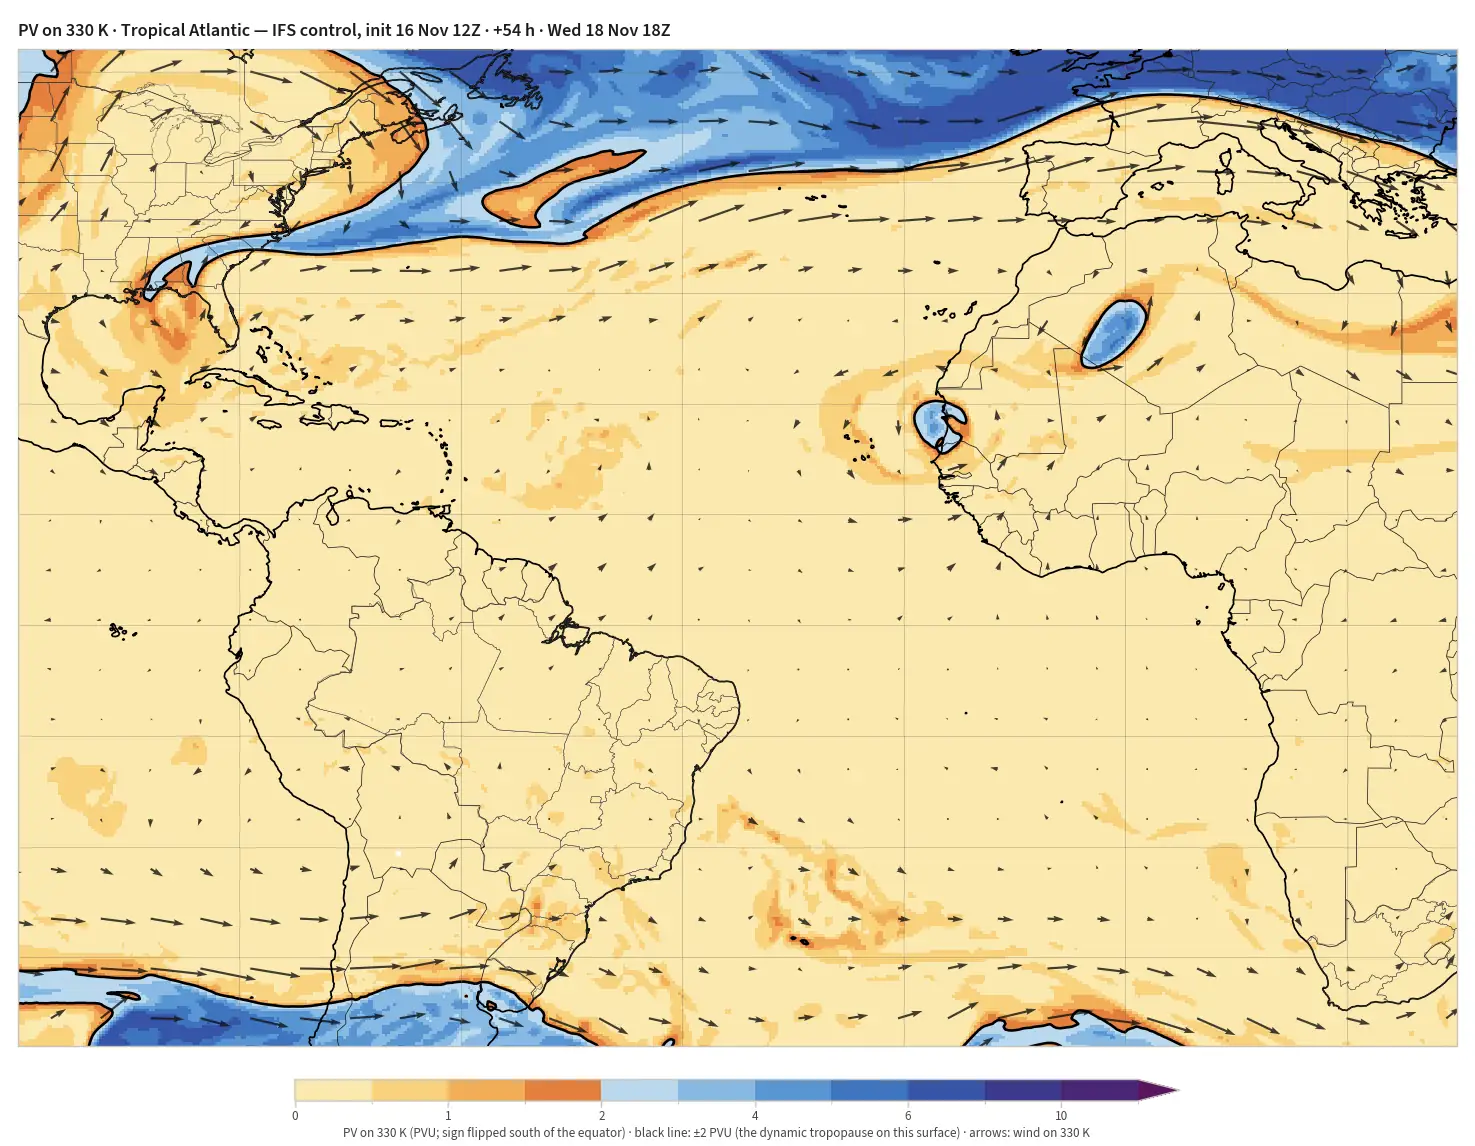 PV on 330 K · Tropical Atlantic — IFS control, init 16 Nov 12Z · +54 h · Wed 18 Nov 18Z
0 1 2 4 6 10
PV on 330 K (PVU; sign flipped south of the equator) · black line: ±2 PVU (the dynamic tropopause on this surface) · arrows: wind on 330 K